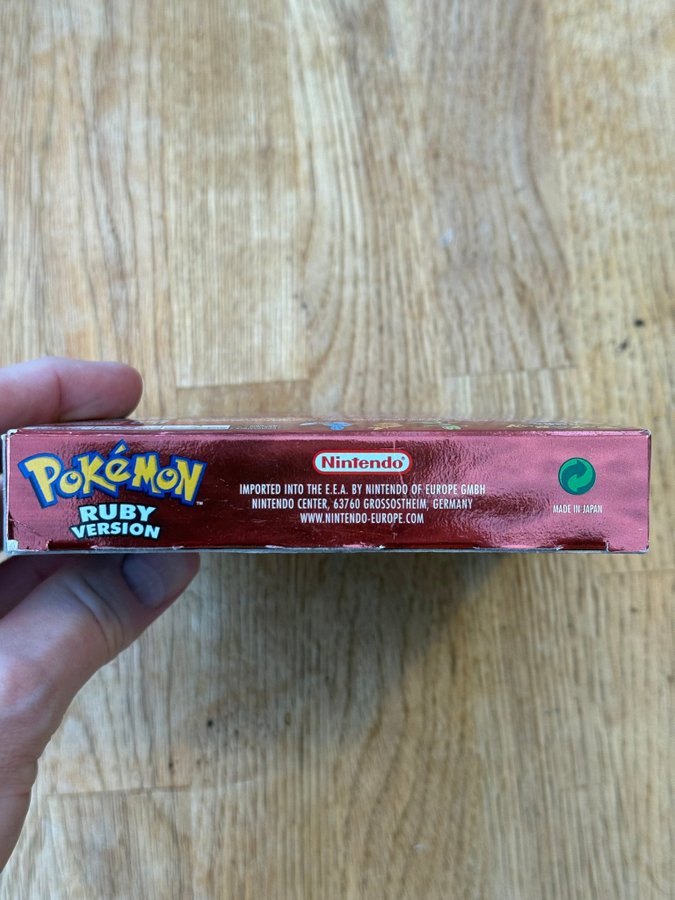 POKéMON™
RUBY
VERSION
Nintendo®
IMPORTED INTO THE E.E.A. BY NINTENDO OF EUROPE GMBH
NINTENDO CENTER, 63760 GROSSOSTHEIM, GERMANY
WWW.NINTENDO-EUROPE.COM
MADE IN JAPAN